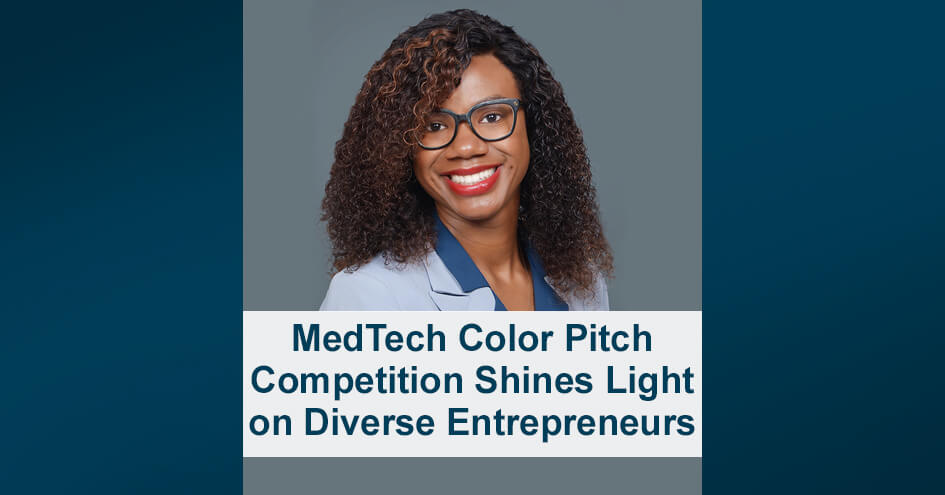 MedTech Color Pitch
Competition Shines Light
on Diverse Entrepreneurs